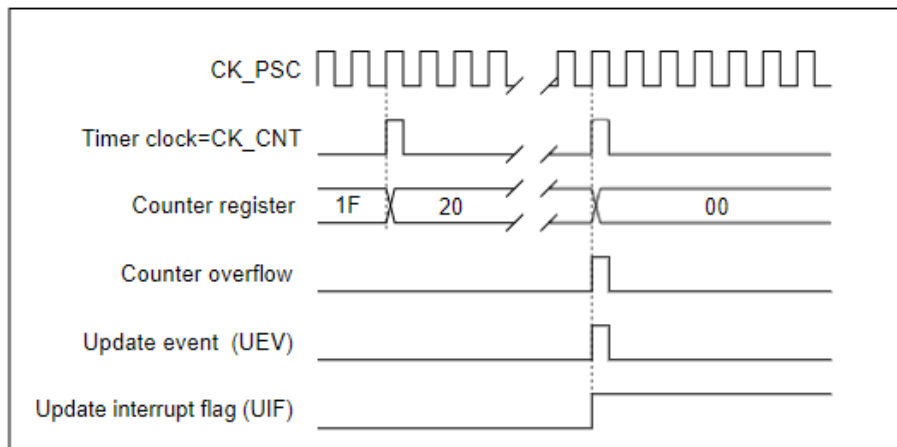 CK_PSC
Timer clock=CK_CNT
Counter register 1F 20 00
Counter overflow
Update event (UEV)
Update interrupt flag (UIF)